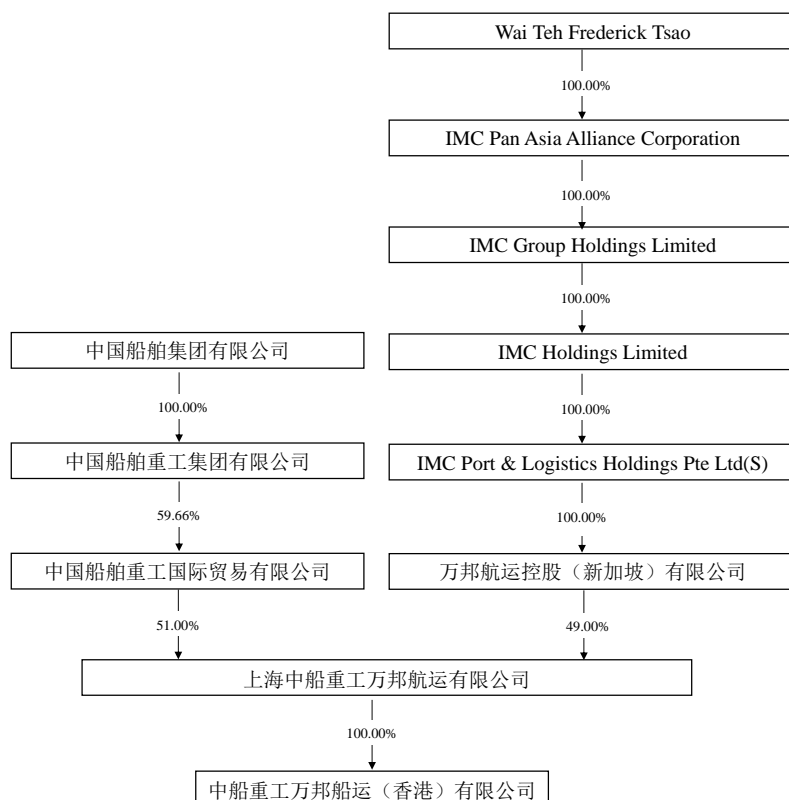 Wai Teh Frederick Tsao
100.00%
IMC Pan Asia Alliance Corporation
100.00%
IMC Group Holdings Limited
100.00%
中国船舶集团有限公司
IMC Holdings Limited
100.00%
100.00%
中国船舶重工集团有限公司
IMC Port & Logistics Holdings Pte Ltd(S)
59.66%
100.00%
中国船舶重工国际贸易有限公司
万邦航运控股（新加坡）有限公司
51.00%
49.00%
上海中船重工万邦航运有限公司
100.00%
中船重工万邦船运（香港）有限公司